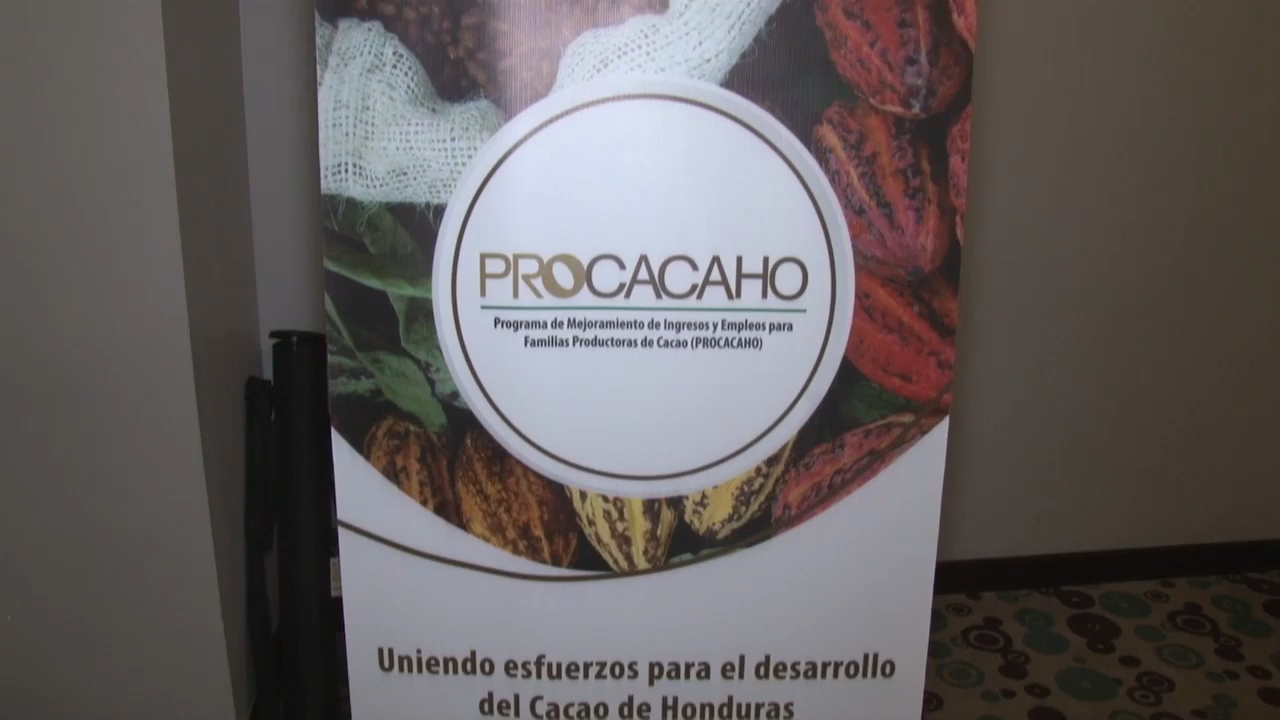 PROCACAHO
Programa de Mejoramiento de Ingresos y Empleos para
Familias Productoras de Cacao (PROCACAHO)
Uniendo esfuerzos para el desarrollo
del Cacao de Honduras